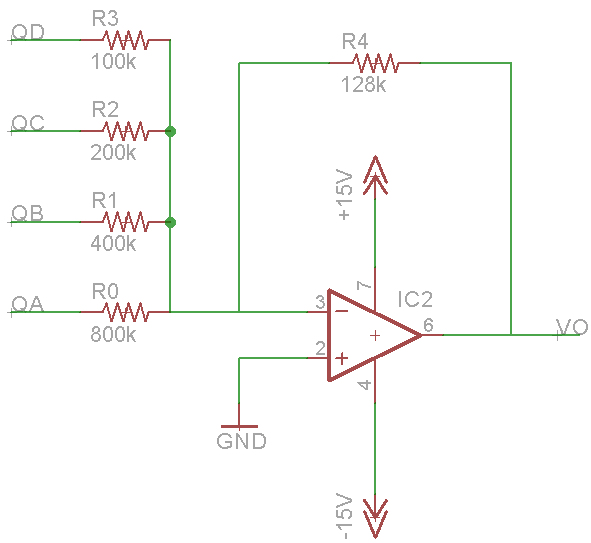 QD
R3
100k
R4
128k
QC
R2
200k
+15V
QB
R1
400k
7
QA
R0
800k
3
IC2
6
VO
2
4
GND
-15V